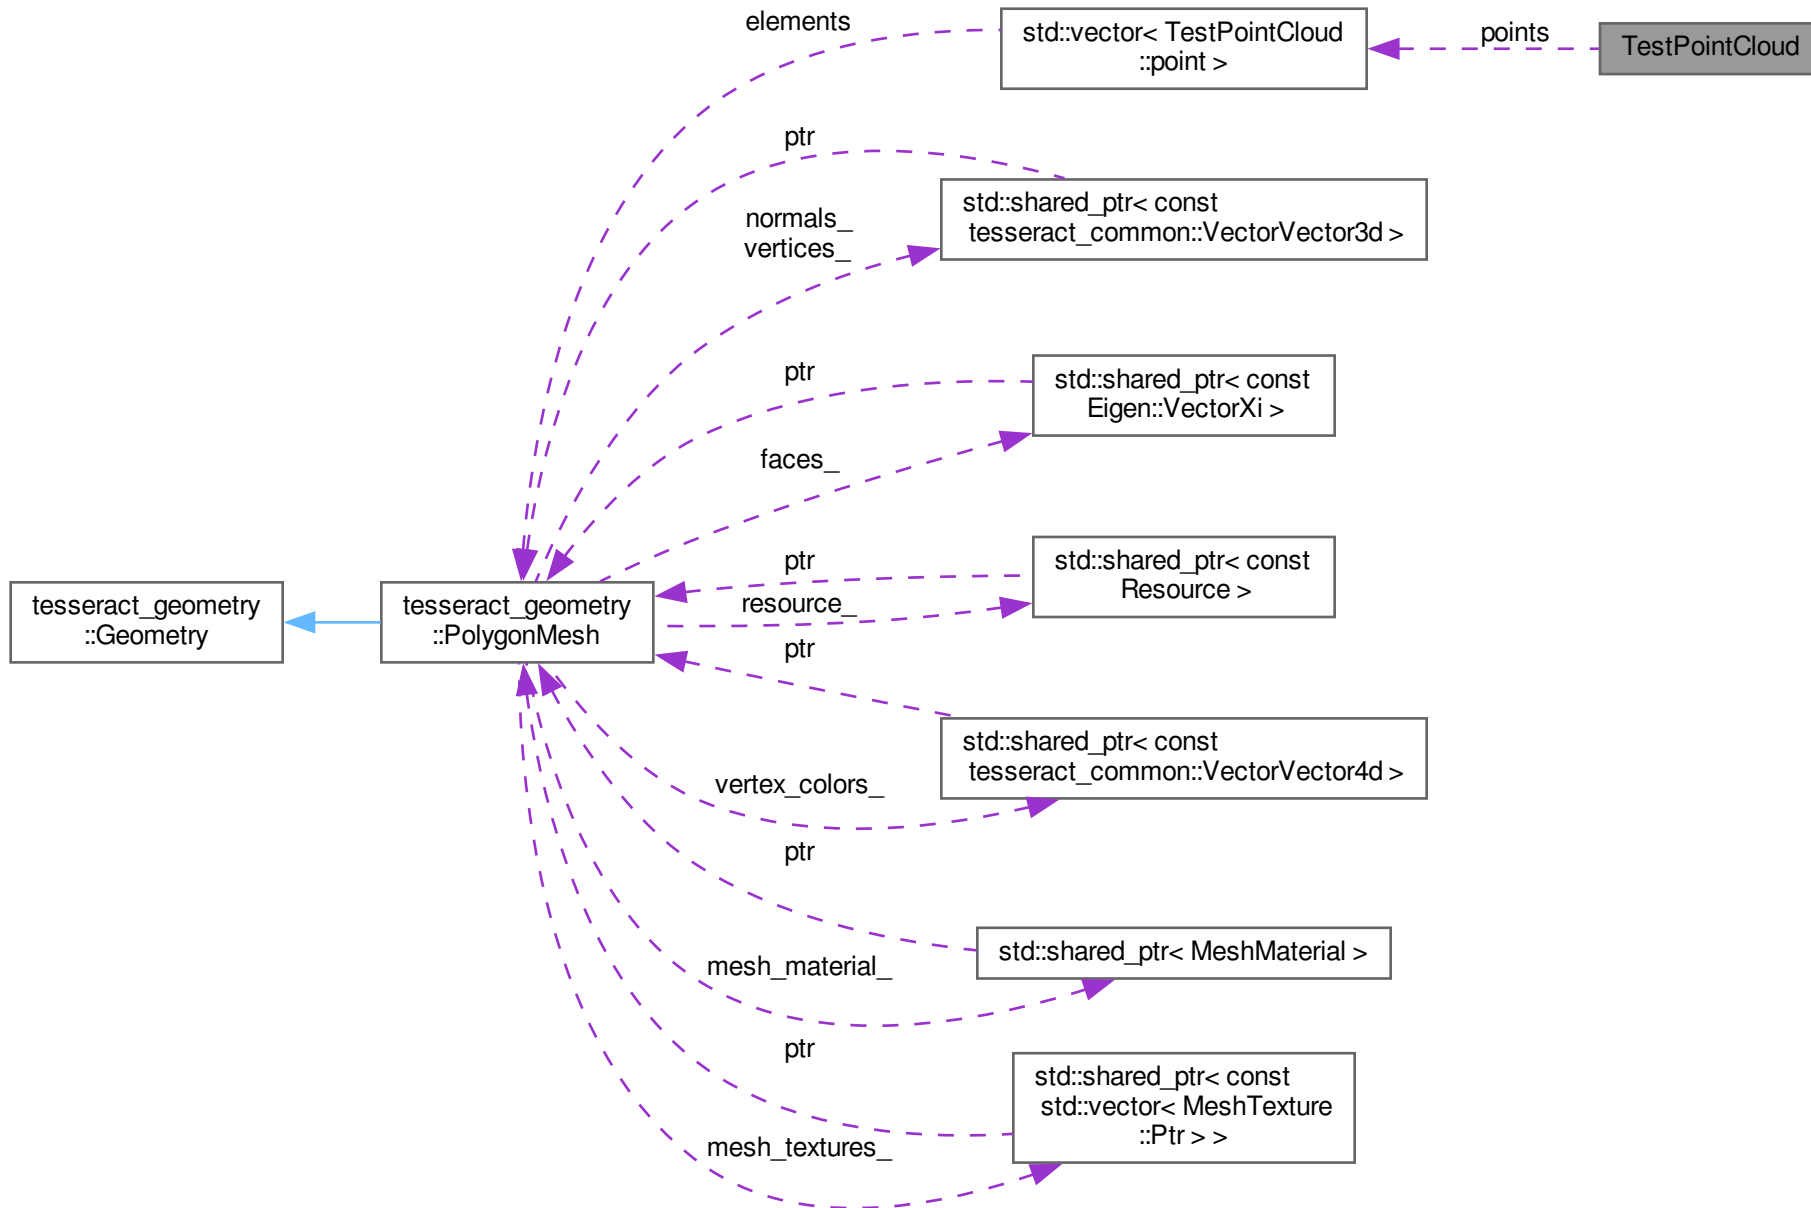 elements
std::vector< TestPointCloud
::point >
points
TestPointCloud
ptr
normals_
vertices_
std::shared_ptr< const
tesseract_common::VectorVector3d >
ptr
std::shared_ptr< const
Eigen::VectorXi >
faces_
ptr
std::shared_ptr< const
Resource >
resource_
tesseract_geometry
::Geometry
tesseract_geometry
::PolygonMesh
ptr
std::shared_ptr< const
tesseract_common::VectorVector4d >
vertex_colors_
ptr
std::shared_ptr< MeshMaterial >
mesh_material_
ptr
std::shared_ptr< const
std::vector< MeshTexture
::Ptr > >
mesh_textures_